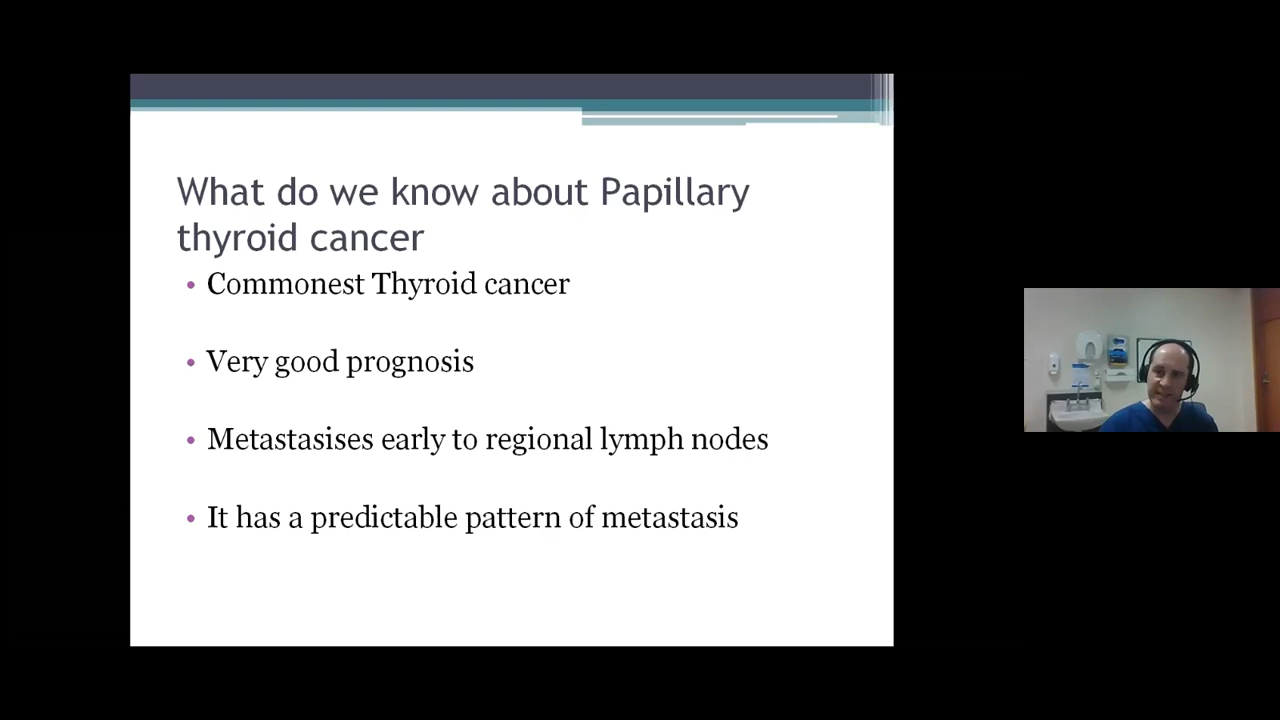 What do we know about Papillary
thyroid cancer
• Commonest Thyroid cancer
• Very good prognosis
• Metastasises early to regional lymph nodes
• It has a predictable pattern of metastasis